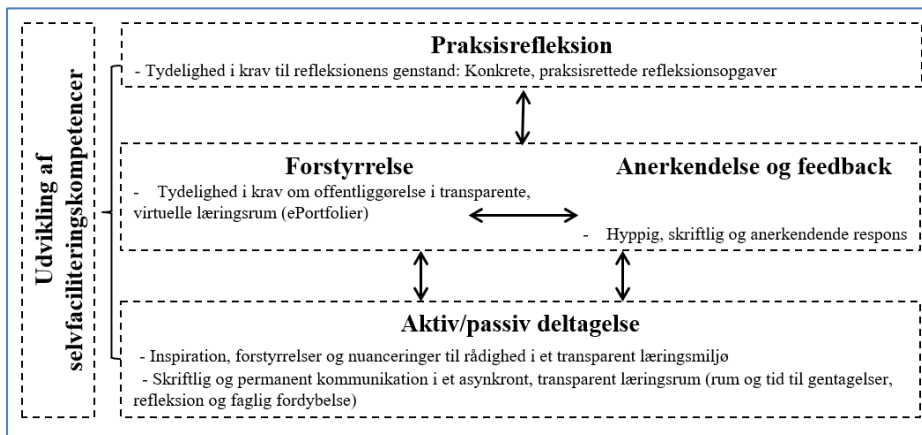 Udvikling af
selvfaciliteringskompetencer
Praksisrefleksion
- Tydelighed i krav til refleksionens genstand: Konkrete, praksisrettede refleksionsopgaver
Forstyrrelse
- Tydelighed i krav om offentliggørelse i transparente,
virtuelle læringsrum (ePortfolier)
Anerkendelse og feedback
- Hyppig, skriftlig og anerkendende respons
Aktiv/passiv deltagelse
- Inspiration, forstyrrelser og nuanceringer til rådighed i et transparent læringsmiljø
- Skriftlig og permanent kommunikation i et asynkront, transparent læringsrum (rum og tid til gentagelser,
refleksion og faglig fordybelse)